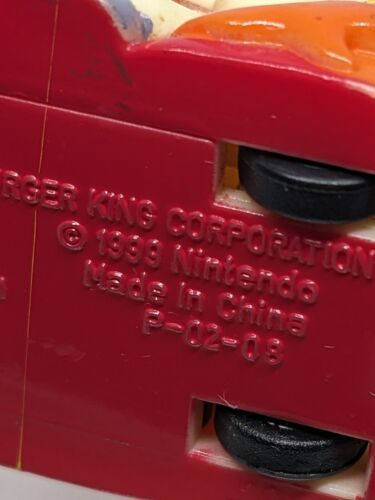 RGER KING CORPORATION
© 1999 Nintendo
Made in China
P-02-08